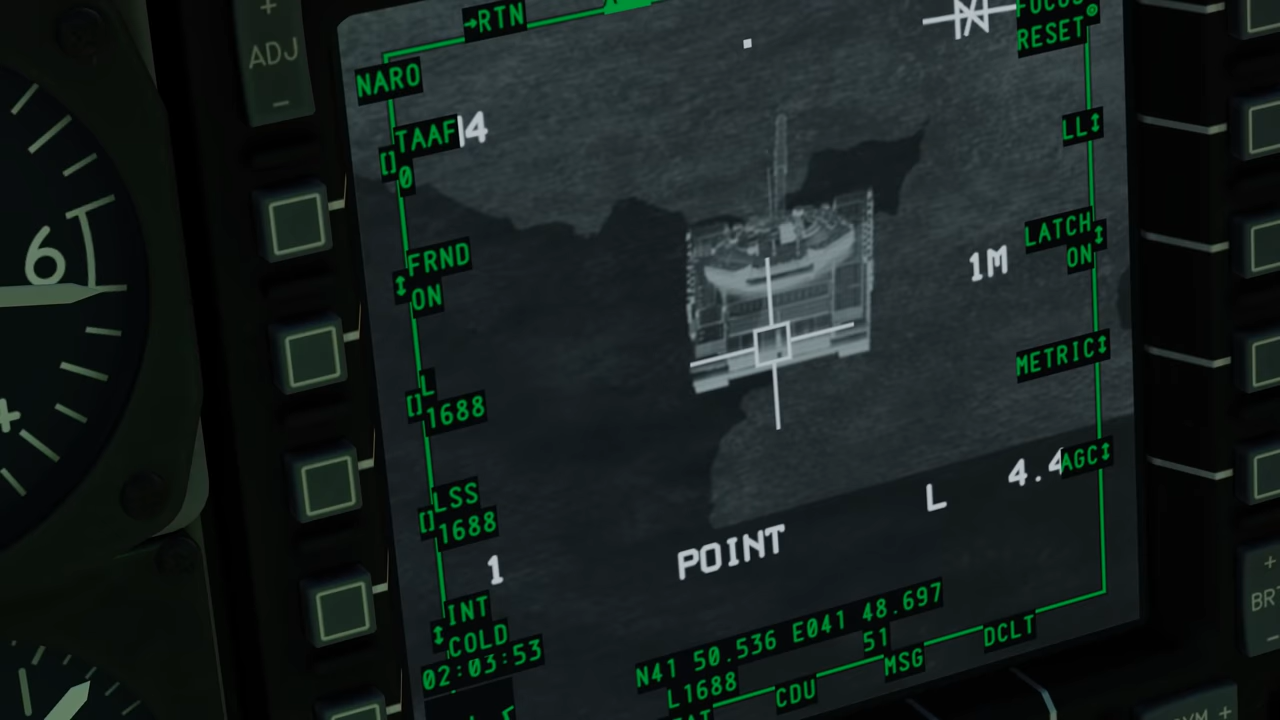 +
ADJ
-
→RTN
FOCUS
RESET
NARO
TAAF 14
0
LL↕
6
FRND
ON
LATCH
ON
1M
METRIC↕
L
1688
LSS
1688
4.4
AGC↕
L
1
POINT
INT
COLD
02:03:53
N41 50.536 E041 48.697
51
L1688
CDU
MSG
DCLT
+
-